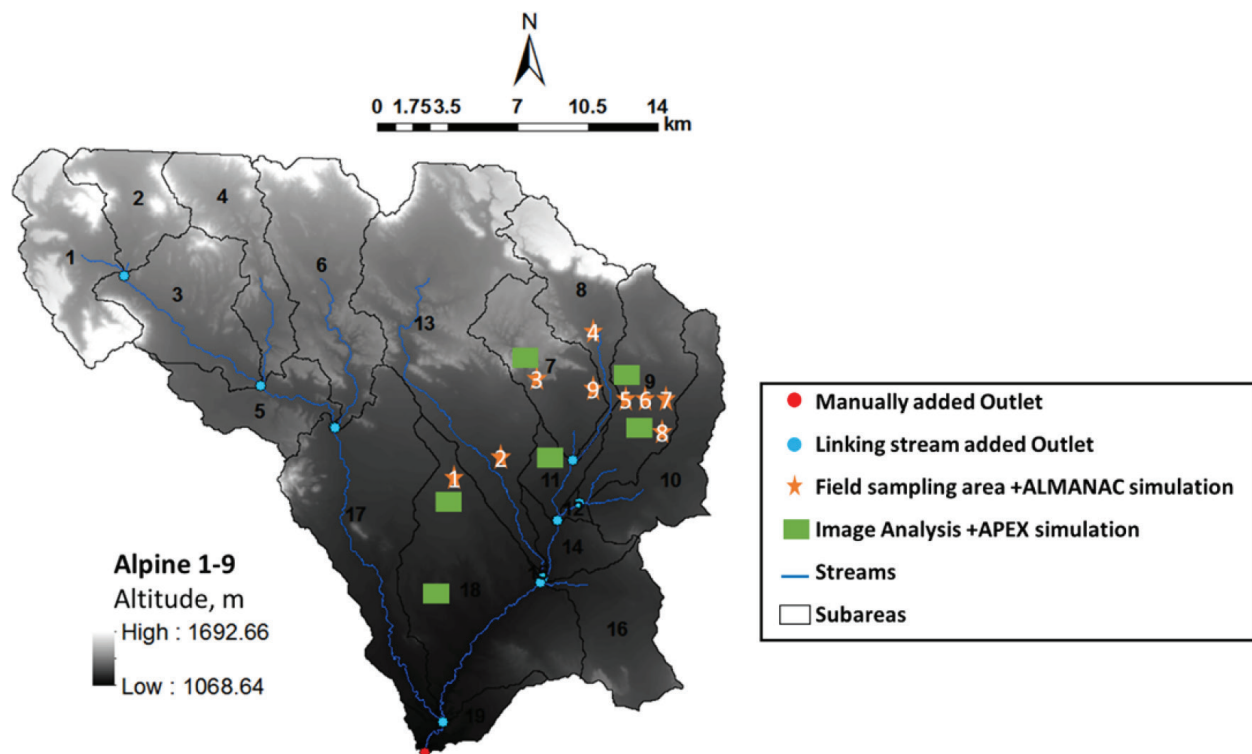 N
0 1.75 3.5 7 10.5 14
km
2
4
1
3
6
8
13
4
7
3
9
9
5
5 6 7
8
2
1
11
10
12
17
14
18
16
19
Alpine 1-9
Altitude, m
High : 1692.66
Low : 1068.64
Manually added Outlet
Linking stream added Outlet
Field sampling area +ALMANAC simulation
Image Analysis +APEX simulation
Streams
Subareas